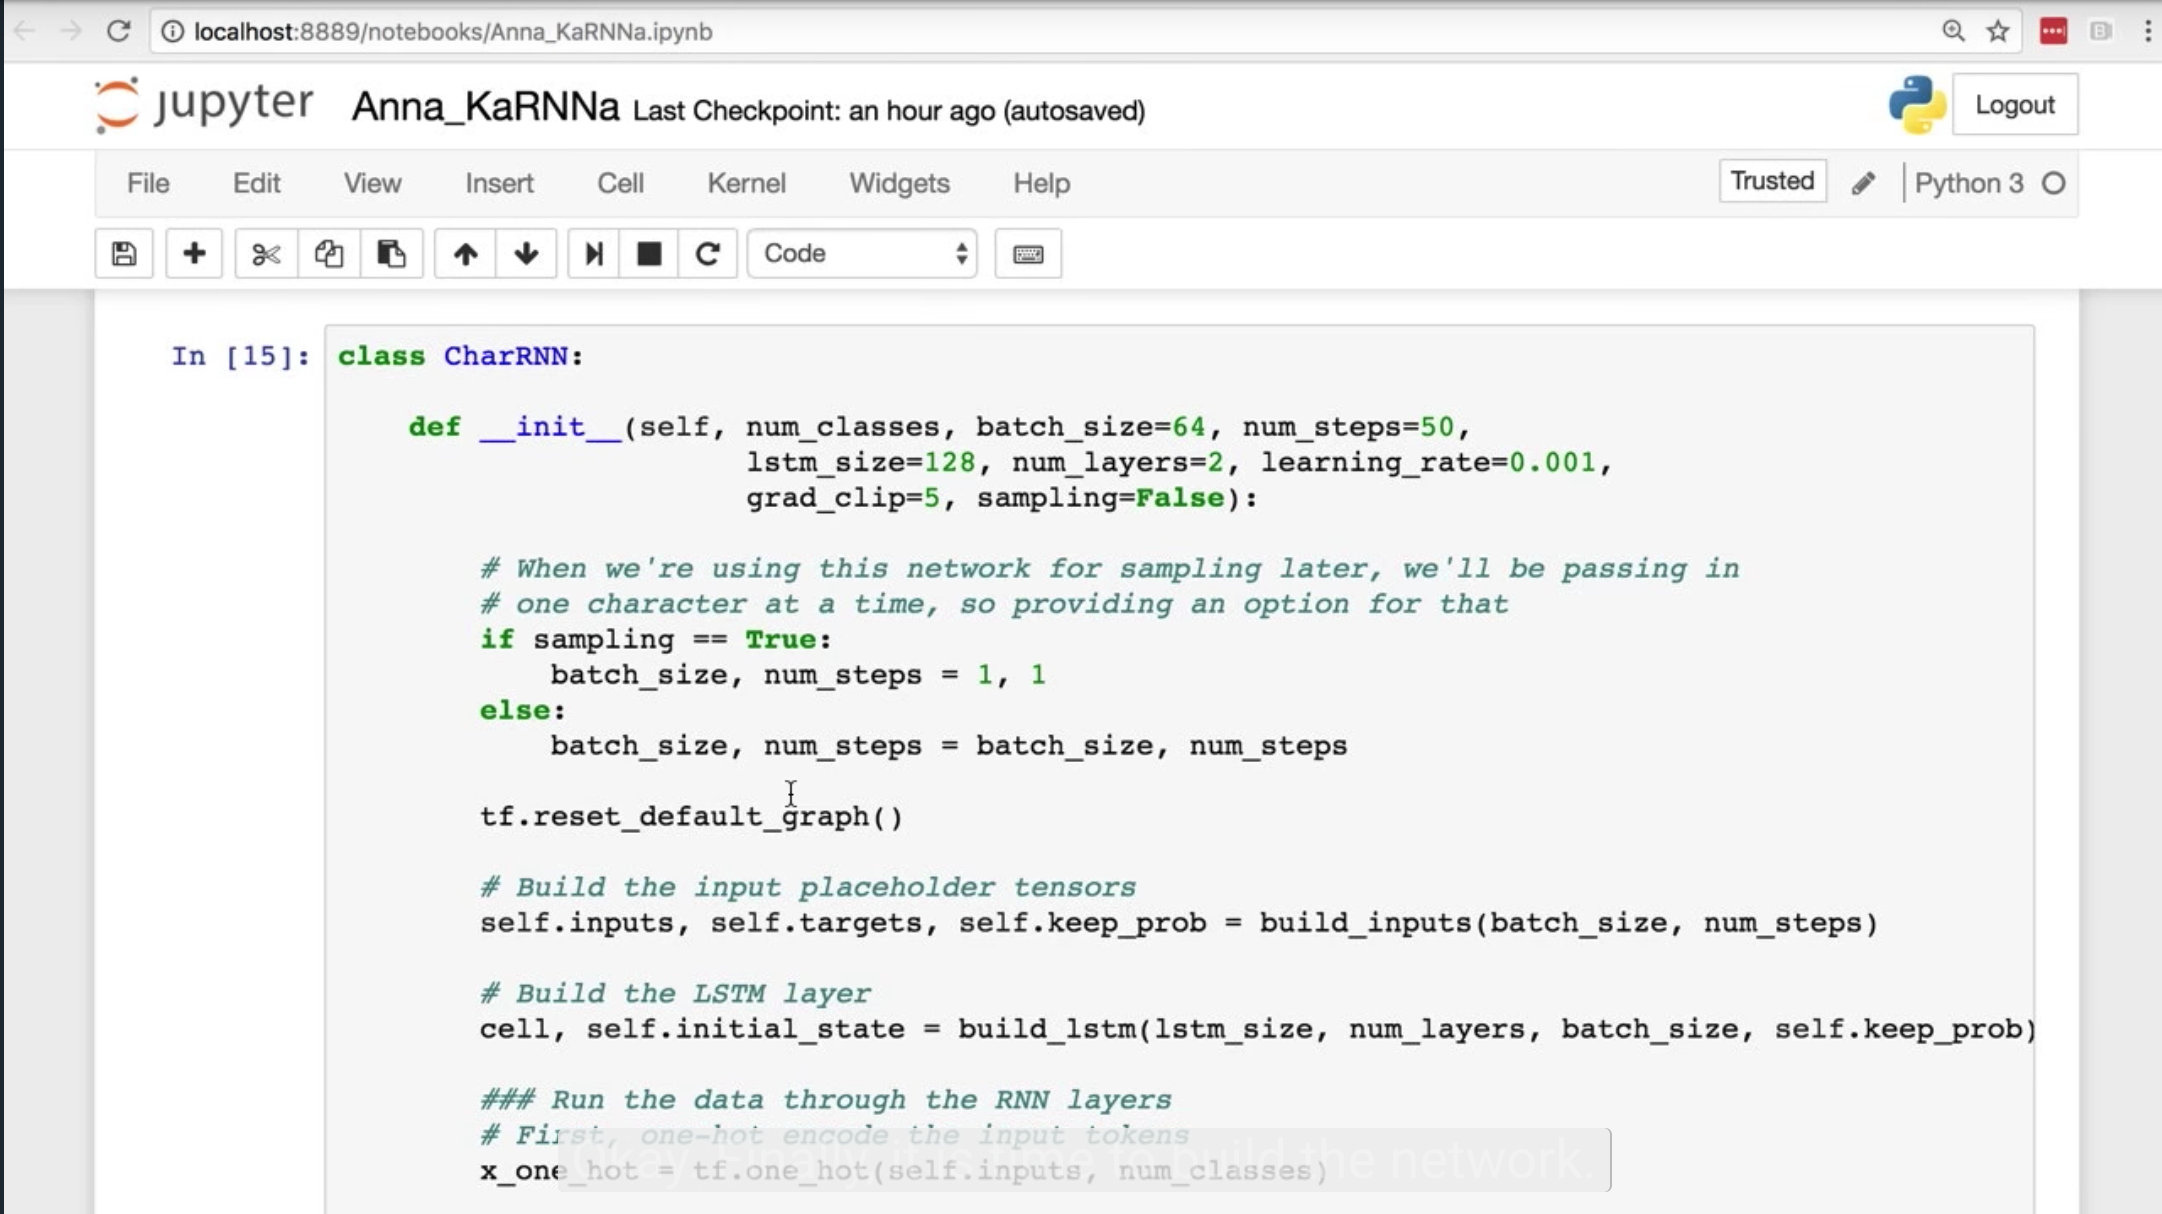 localhost:8889/notebooks/Anna_KaRNNa.ipynb
jupyter Anna_KaRNNa Last Checkpoint: an hour ago (autosaved) Logout
File Edit View Insert Cell Kernel Widgets Help Trusted Python 3
Code
In [15]: class CharRNN:
def __init__(self, num_classes, batch_size=64, num_steps=50,
lstm_size=128, num_layers=2, learning_rate=0.001,
grad_clip=5, sampling=False):
# When we're using this network for sampling later, we'll be passing in
# one character at a time, so providing an option for that
if sampling == True:
batch_size, num_steps = 1, 1
else:
batch_size, num_steps = batch_size, num_steps
tf.reset_default_graph()
# Build the input placeholder tensors
self.inputs, self.targets, self.keep_prob = build_inputs(batch_size, num_steps)
# Build the LSTM layer
cell, self.initial_state = build_lstm(lstm_size, num_layers, batch_size, self.keep_prob)
### Run the data through the RNN layers
# First, one-hot encode the input tokens
x_one_hot = tf.one_hot(self.inputs, num_classes)
Okay. Finally, it is time to build the network.